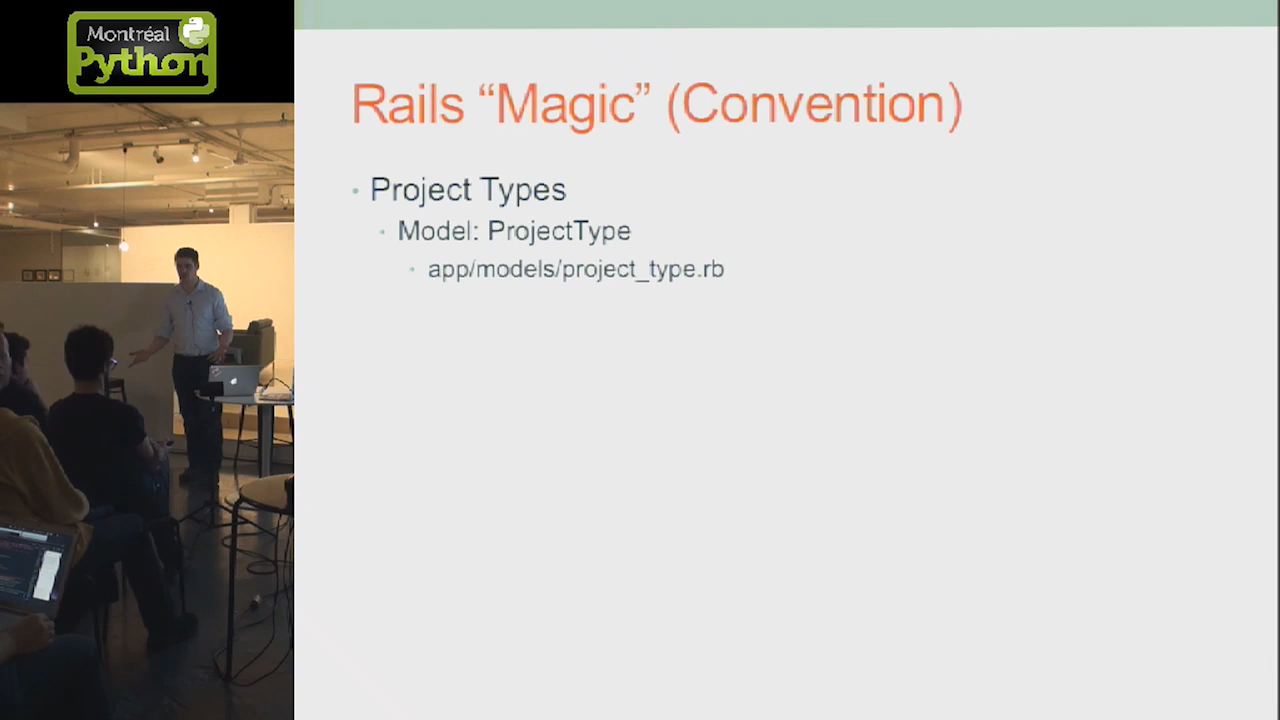 Montréal
Python
Rails “Magic” (Convention)
• Project Types
• Model: ProjectType
• app/models/project_type.rb